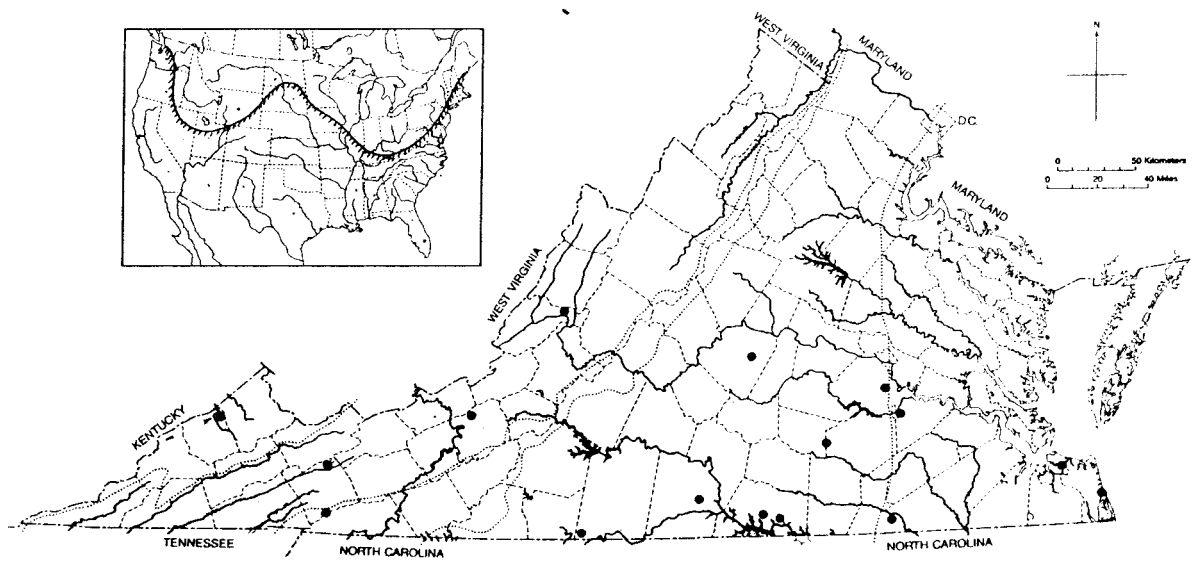 WEST VIRGINIA
MARYLAND
N
D.C.
0 50 Kilometers
0 20 40 Miles
MARYLAND
WEST VIRGINIA
KENTUCKY
TENNESSEE
NORTH CAROLINA
NORTH CAROLINA